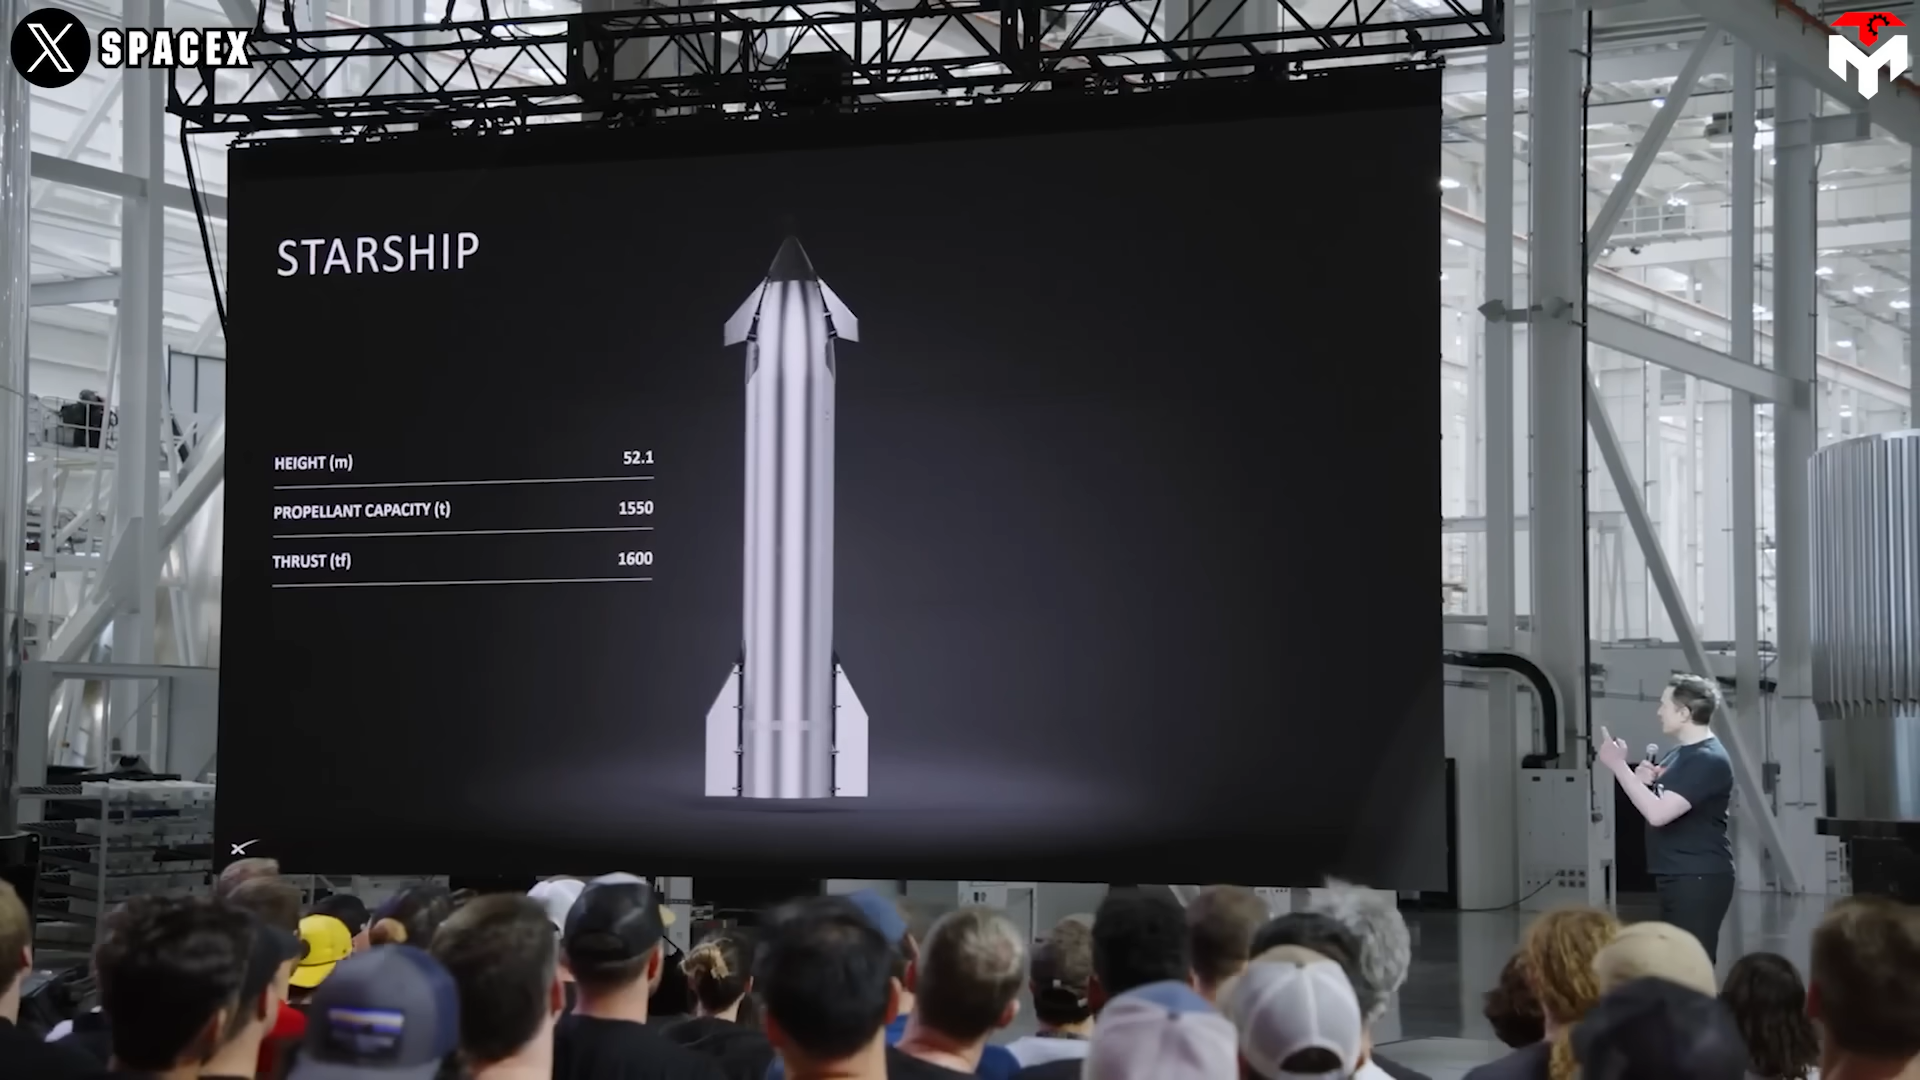 SPACEX
STARSHIP
HEIGHT (m) 52.1
PROPELLANT CAPACITY (t) 1550
THRUST (tf) 1600